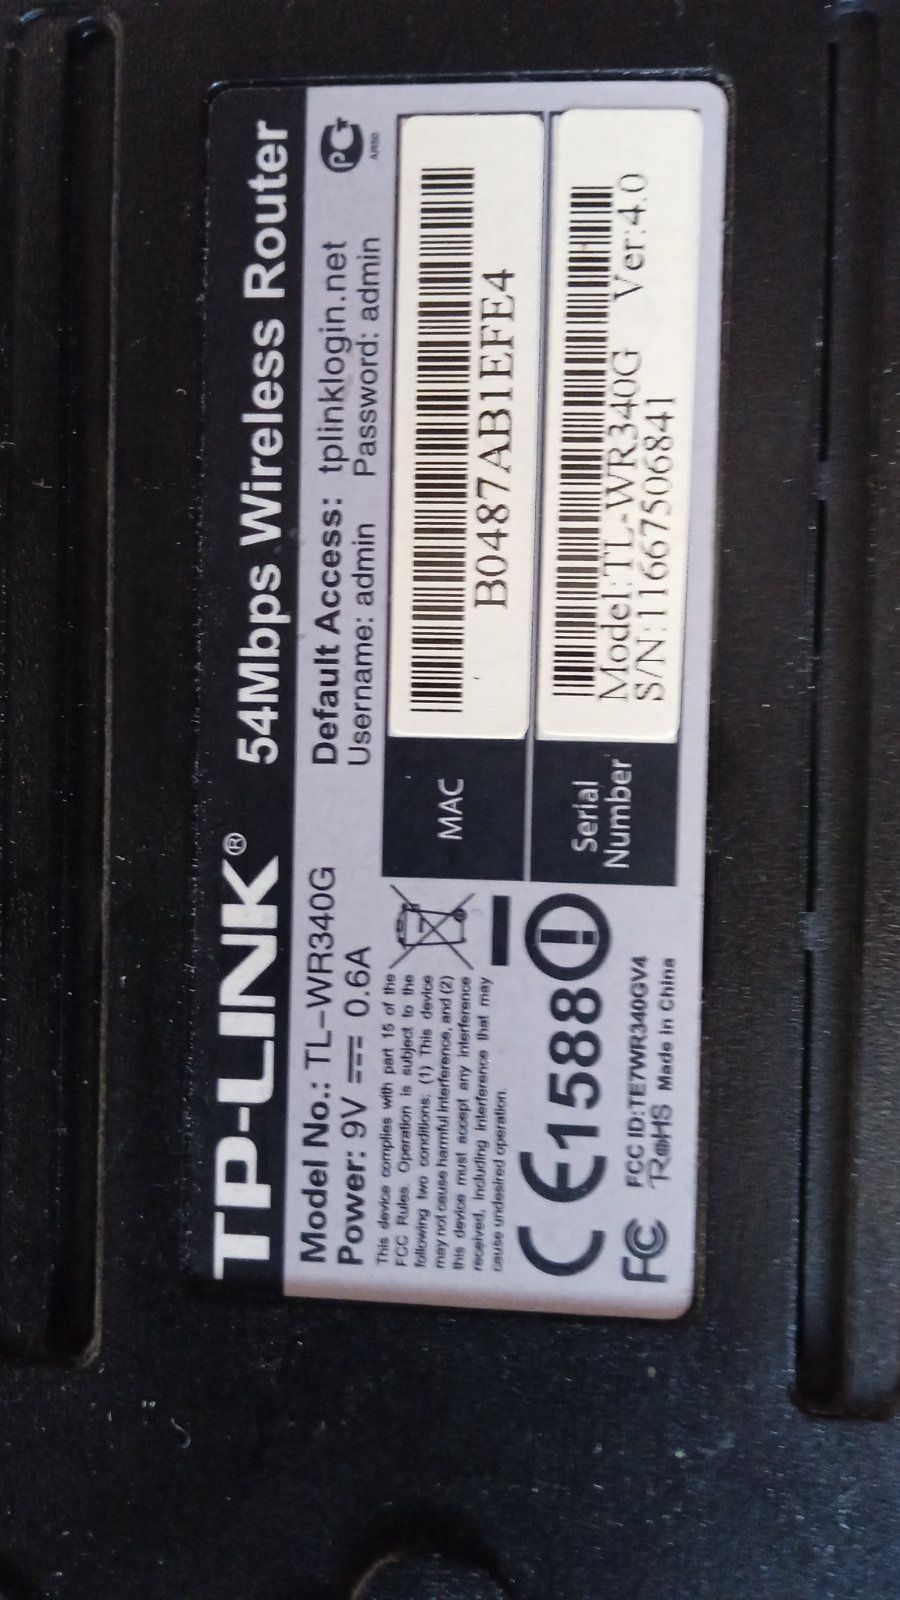 TP-LINK® 54Mbps Wireless Router
Model No.: TL-WR340G
Power: 9V 0.6A
Default Access: tplinklogin.net
Username: admin Password: admin
AR50
This device complies with part 15 of the
FCC Rules. Operation is subject to the
following two conditions: (1) This device
may not cause harmful interference, and (2)
this device must accept any interference
received, including interference that may
cause undesired operation.
MAC
B0487AB1EFE4
CE1588
FCC ID:TE7WR340GV4
RoHS Made in China
FC
Serial
Number
Model:TL-WR340G Ver:4.0
S/N:11667506841